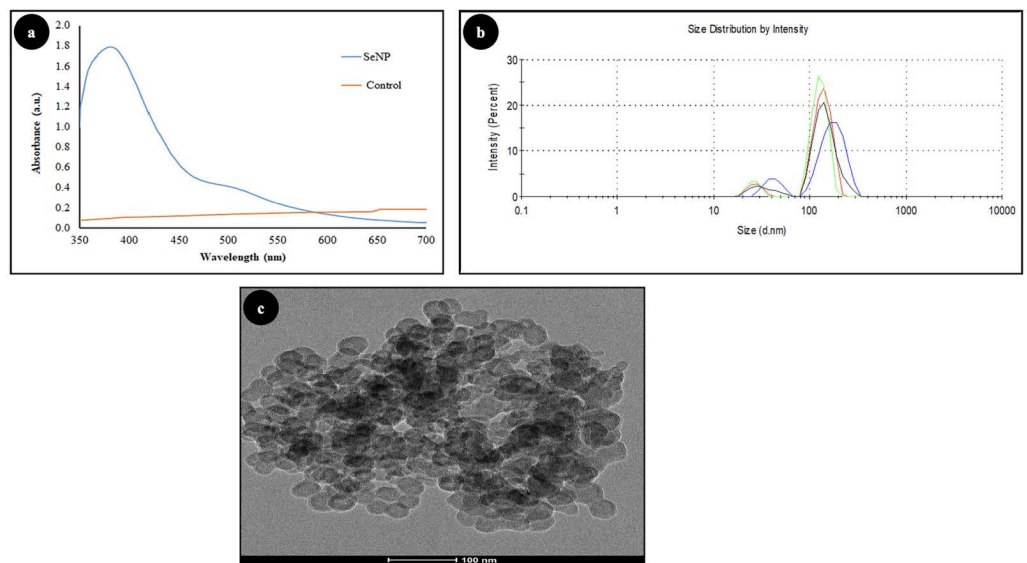 a
2.0
1.8
1.6
1.4
1.2
1.0
0.8
0.6
0.4
0.2
0.0
350
400
450
500
550
600
650
700
Absorbance (a.u.)
Wavelength (nm)
SeNP
Control
b
Size Distribution by Intensity
30
20
10
0
0.1
1
10
100
1000
10000
Intensity (Percent)
Size (d.nm)
c
100 nm